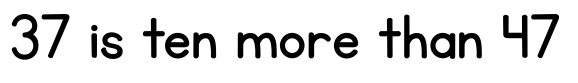 37 is ten more than 47